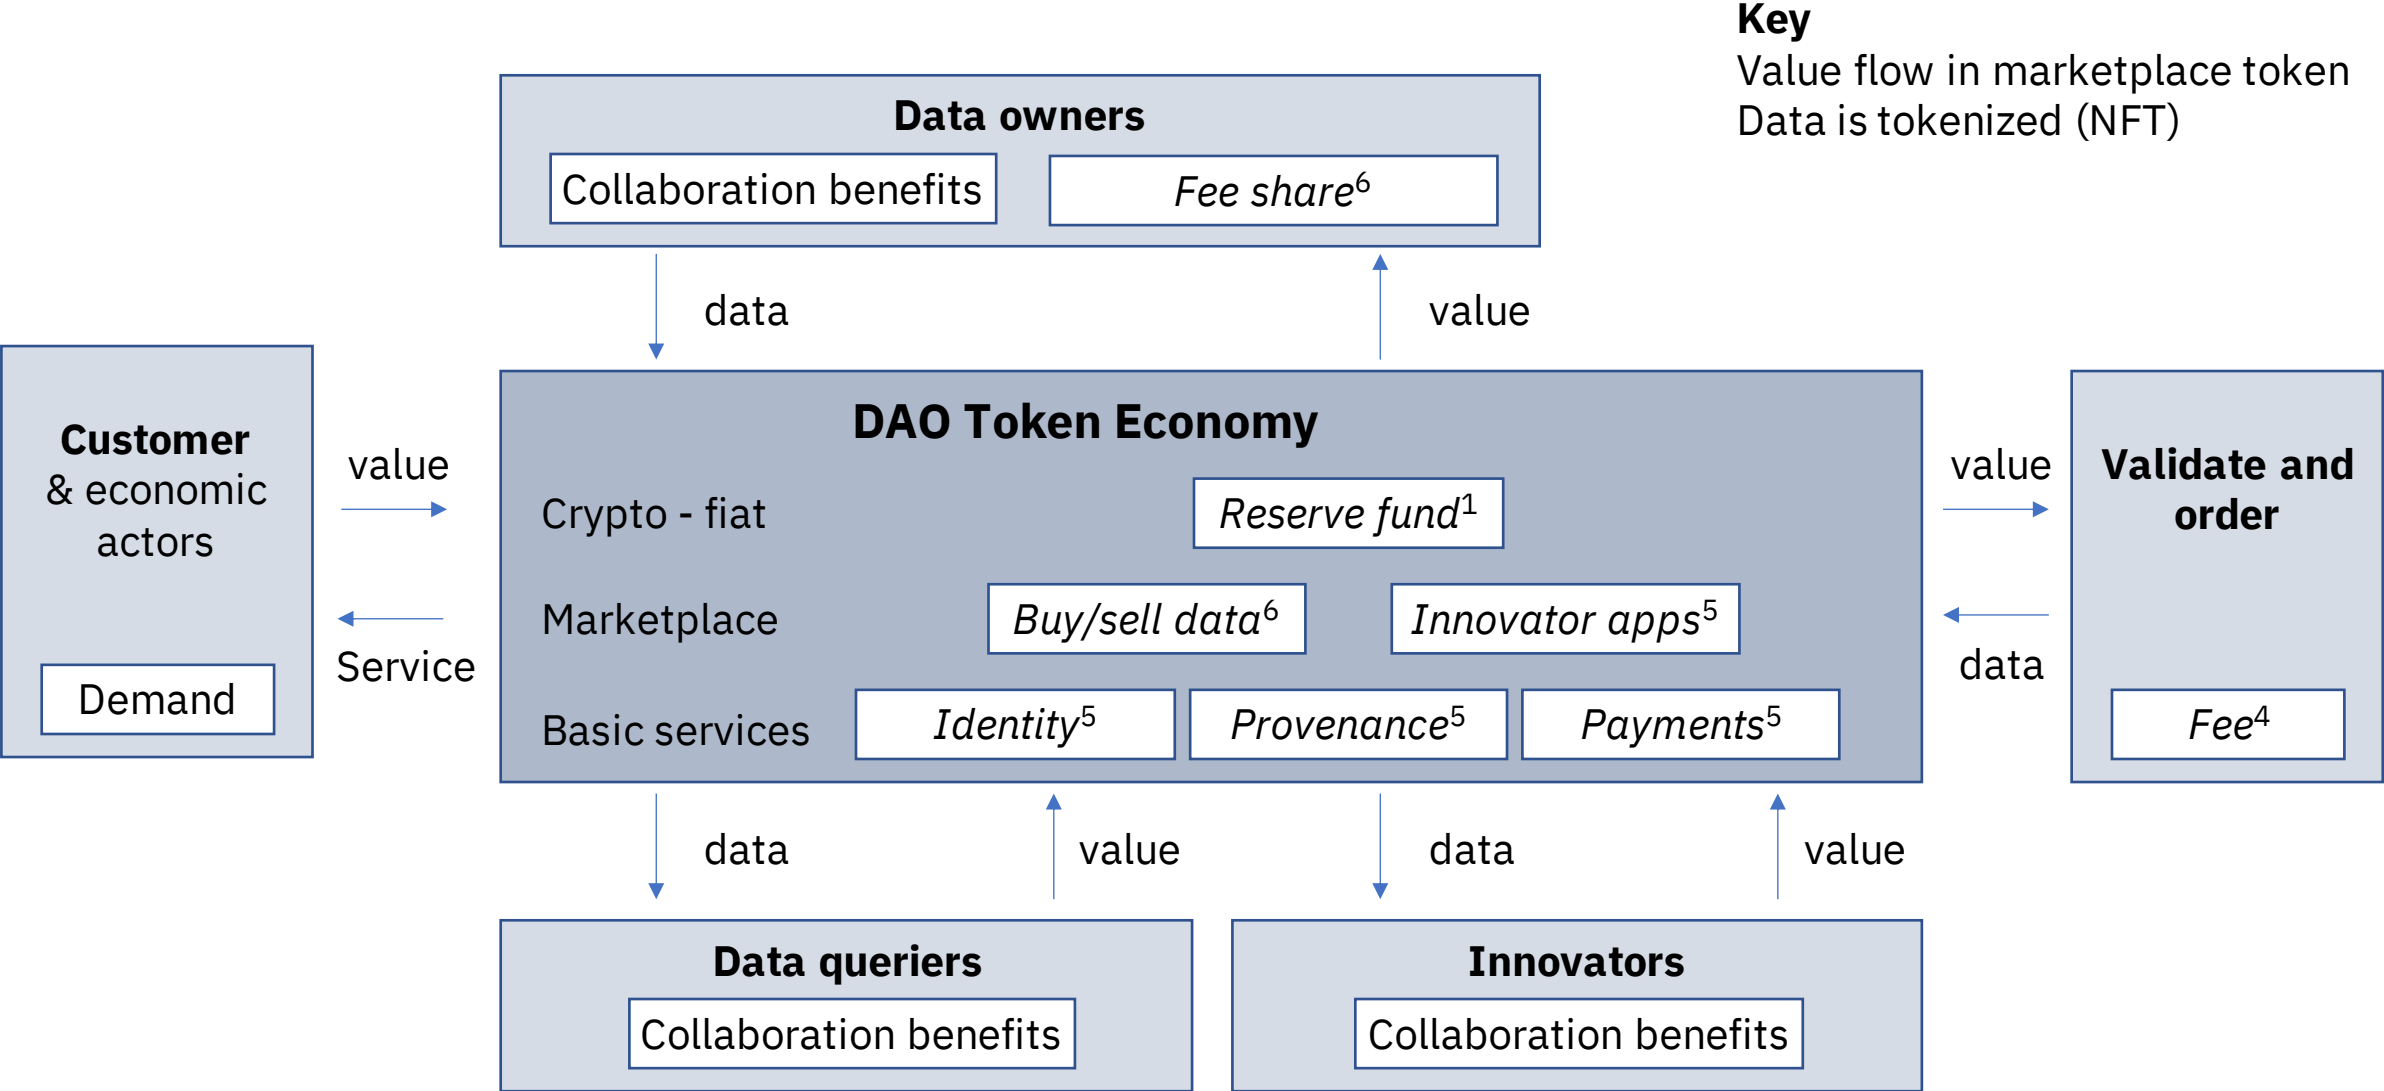 Key
Value flow in marketplace token
Data is tokenized (NFT)
Data owners
Collaboration benefits
Fee share⁶
data
value
Customer
& economic
actors
Demand
value
Service
DAO Token Economy
Crypto - fiat
Reserve fund¹
Marketplace
Buy/sell data⁶
Innovator apps⁵
Basic services
Identity⁵
Provenance⁵
Payments⁵
value
data
Validate and
order
Fee⁴
data
value
data
value
Data queriers
Collaboration benefits
Innovators
Collaboration benefits